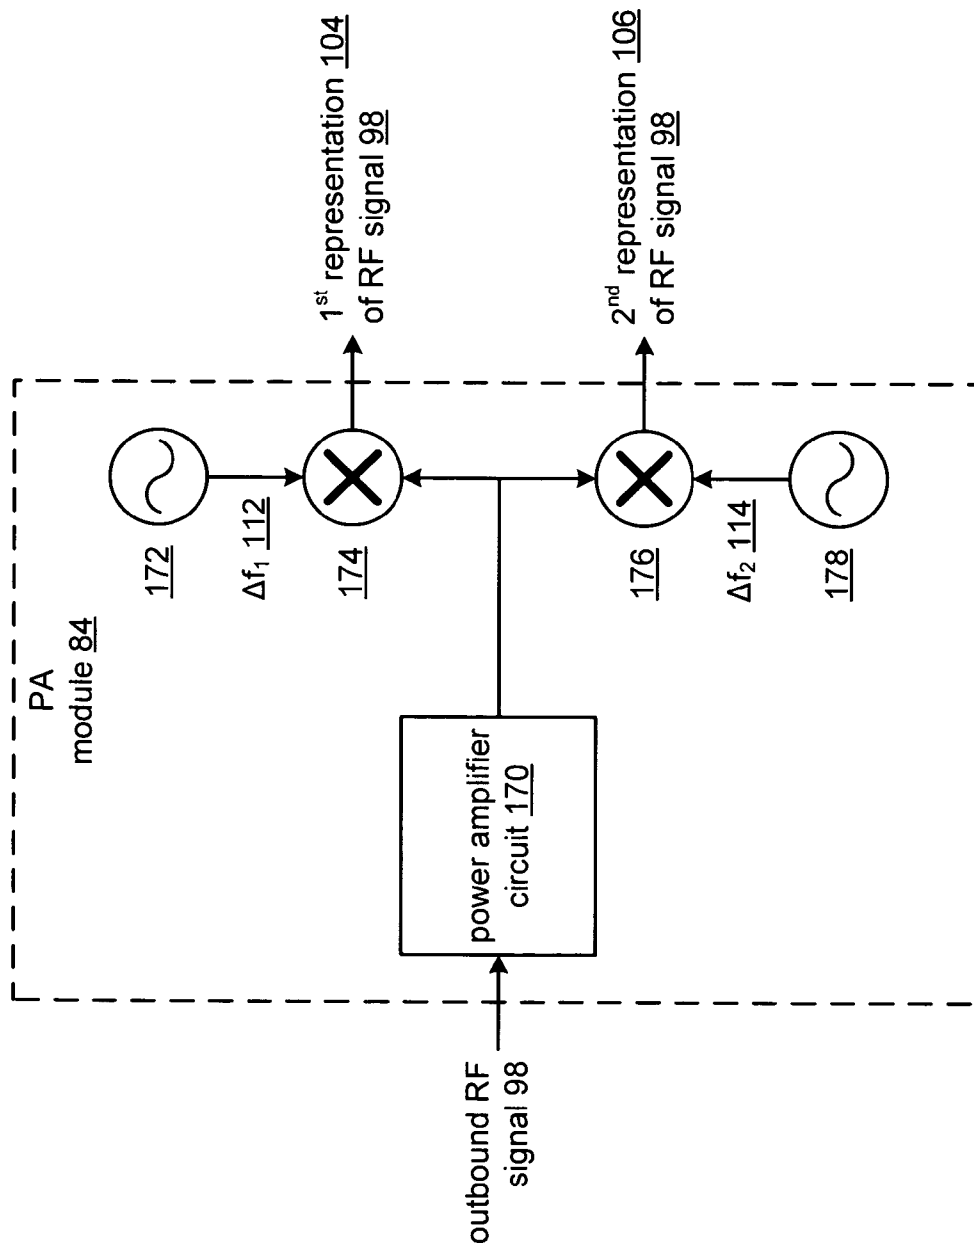 PA
module 84
172
Δf1 112
174
1st representation 104
of RF signal 98
outbound RF
signal 98
power amplifier
circuit 170
176
Δf2 114
178
2nd representation 106
of RF signal 98